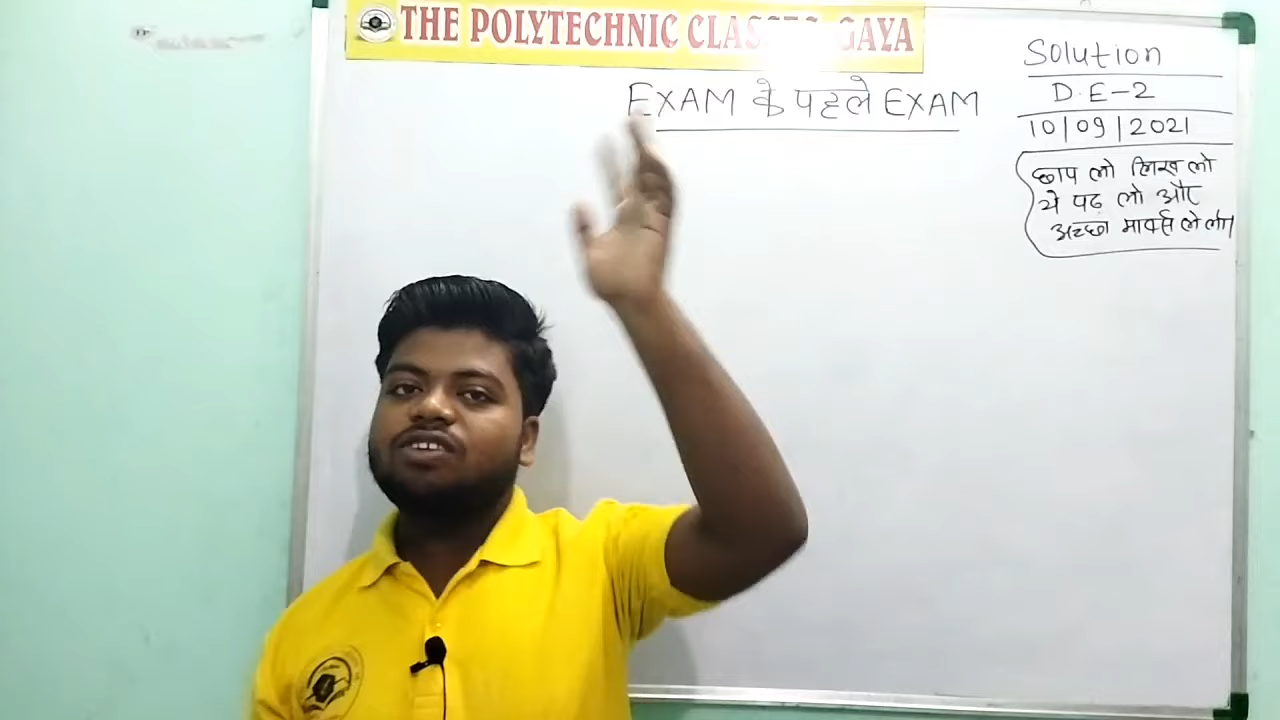 THE POLYTECHNIC CLASSES, GAYA
EXAM के पहले EXAM
Solution
D.E-2
10/09/2021
छाप लो लिख लो
ये पढ़ लो और
अच्छा मार्क्स ले लो।